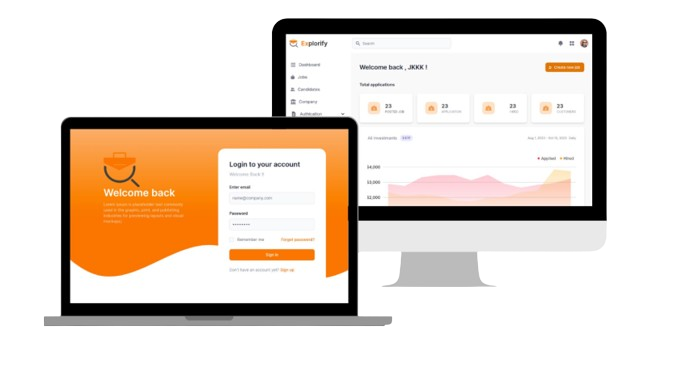 Explorify
Search
Dashboard
Jobs
Candidates
Company
Authication
Welcome back , JKKK !
Create new job
Total applications
23
POSTED JOB
23
APPLICATION
23
HIRED
23
CUSTOMERS
All Investments
Applied
Hired
$4,000
$3,000
$2,000
Welcome back
Login to your account
Welcome Back !!
Enter email
name@company.com
Password
Remember me
Forget password?
Sign in
Don't have an account yet? Sign up